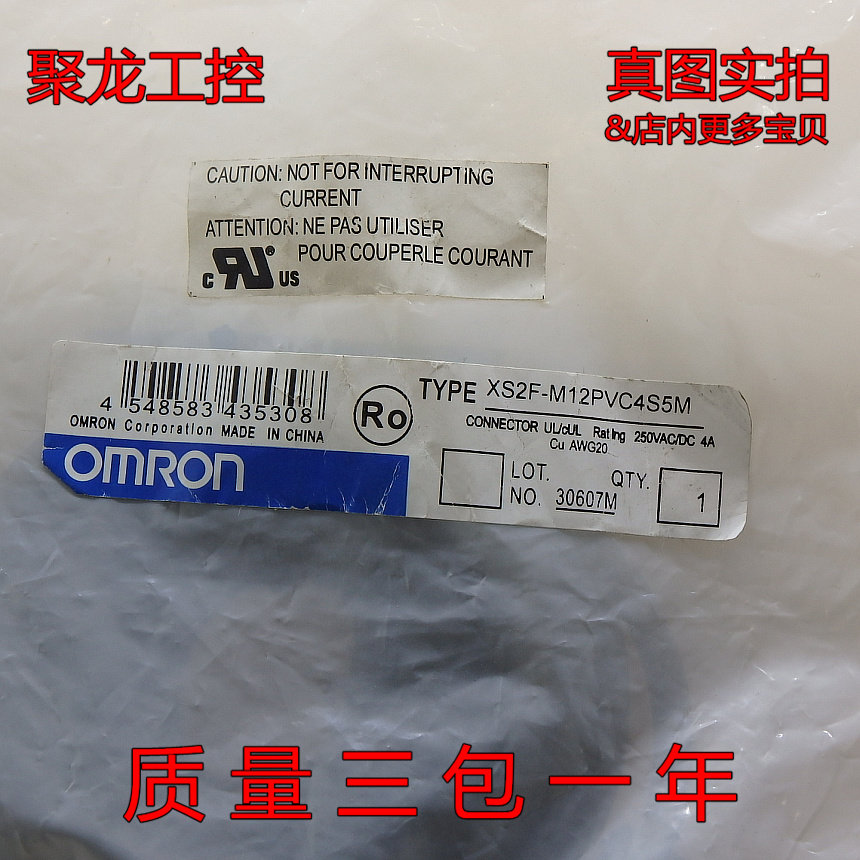 聚龙工控
真图实拍
&店内更多宝贝
CAUTION: NOT FOR INTERRUPTING
CURRENT
ATTENTION: NE PAS UTILISER
POUR COUPERLE COURANT
C RU ® US
4 548583 435308
OMRON Corporation MADE IN CHINA
Ro
TYPE XS2F-M12PVC4S5M
CONNECTOR UL/cUL Rating 250VAC/DC 4A
Cu AWG20
OMRON
LOT.
NO. 30607M
QTY. 1
质量三包一年